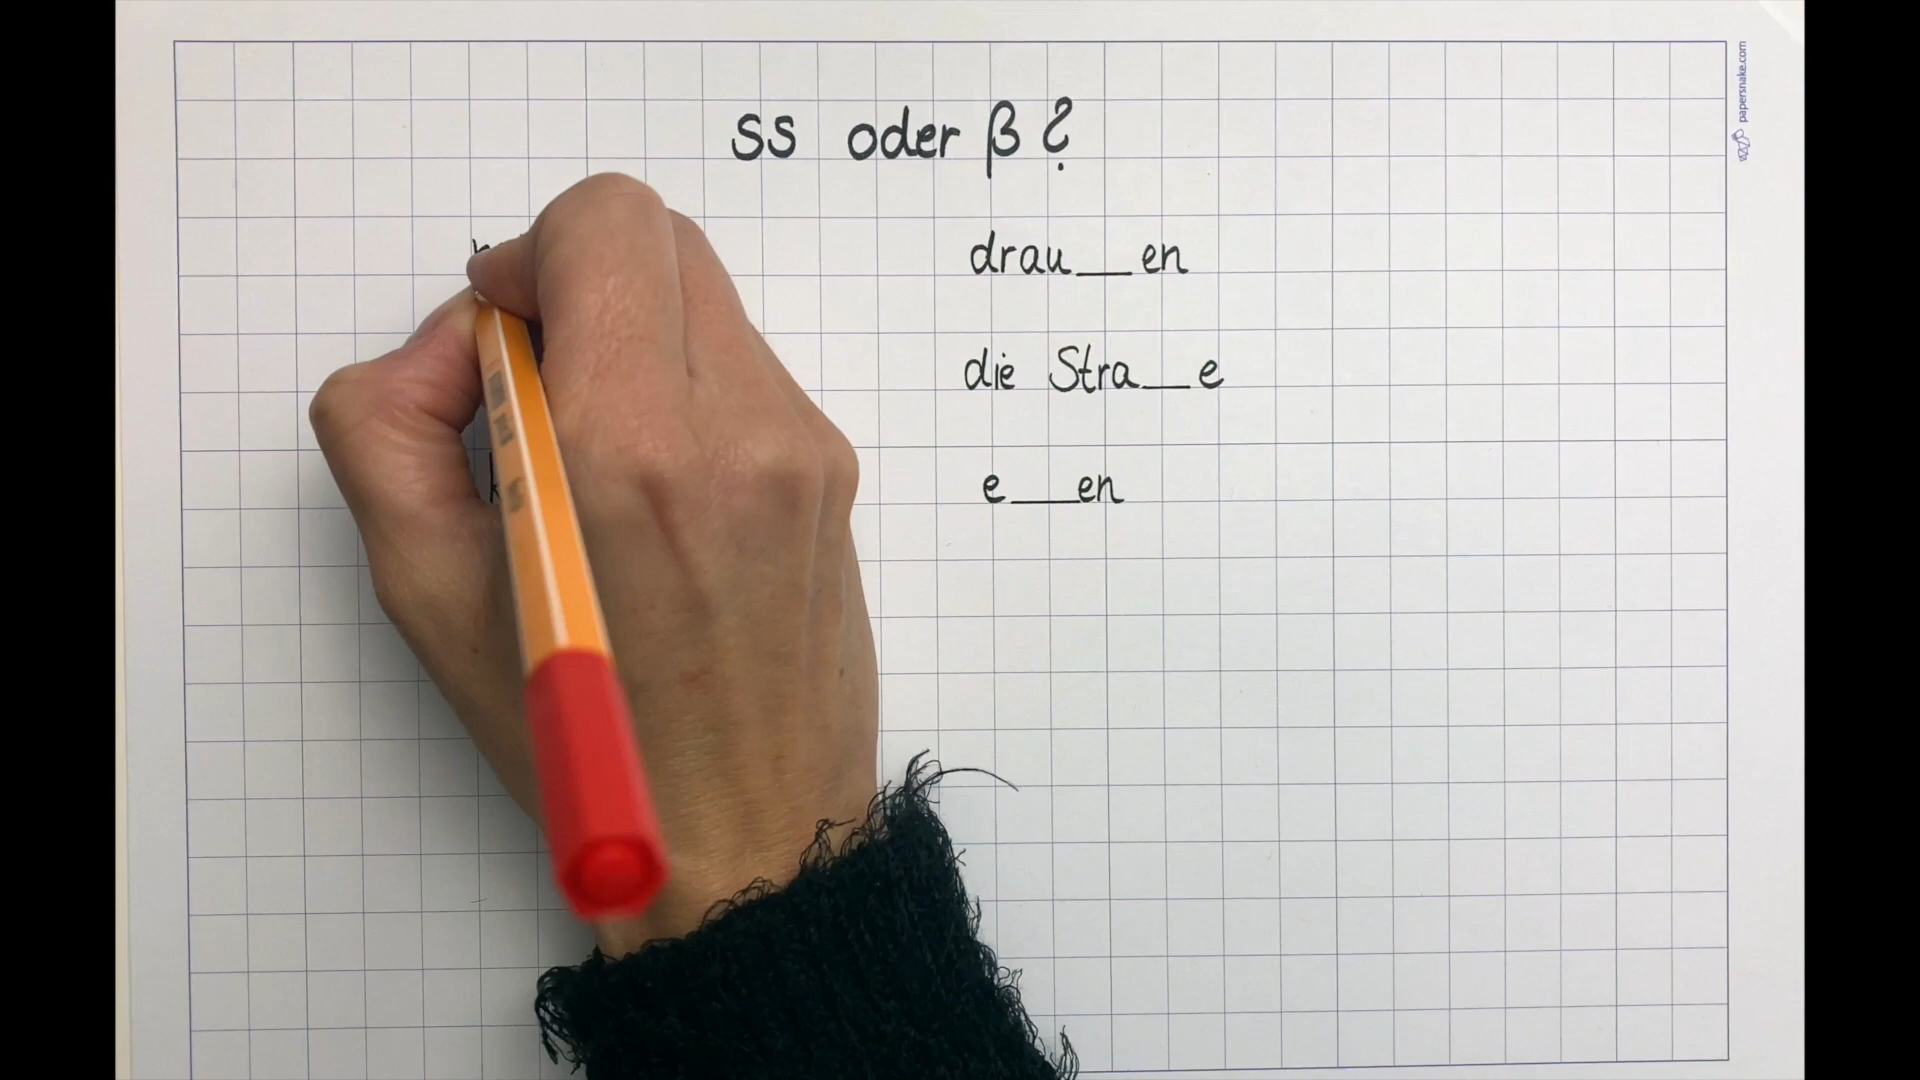 ss oder ß ?
drau__en
die Stra__e
e__en
papersnake.com